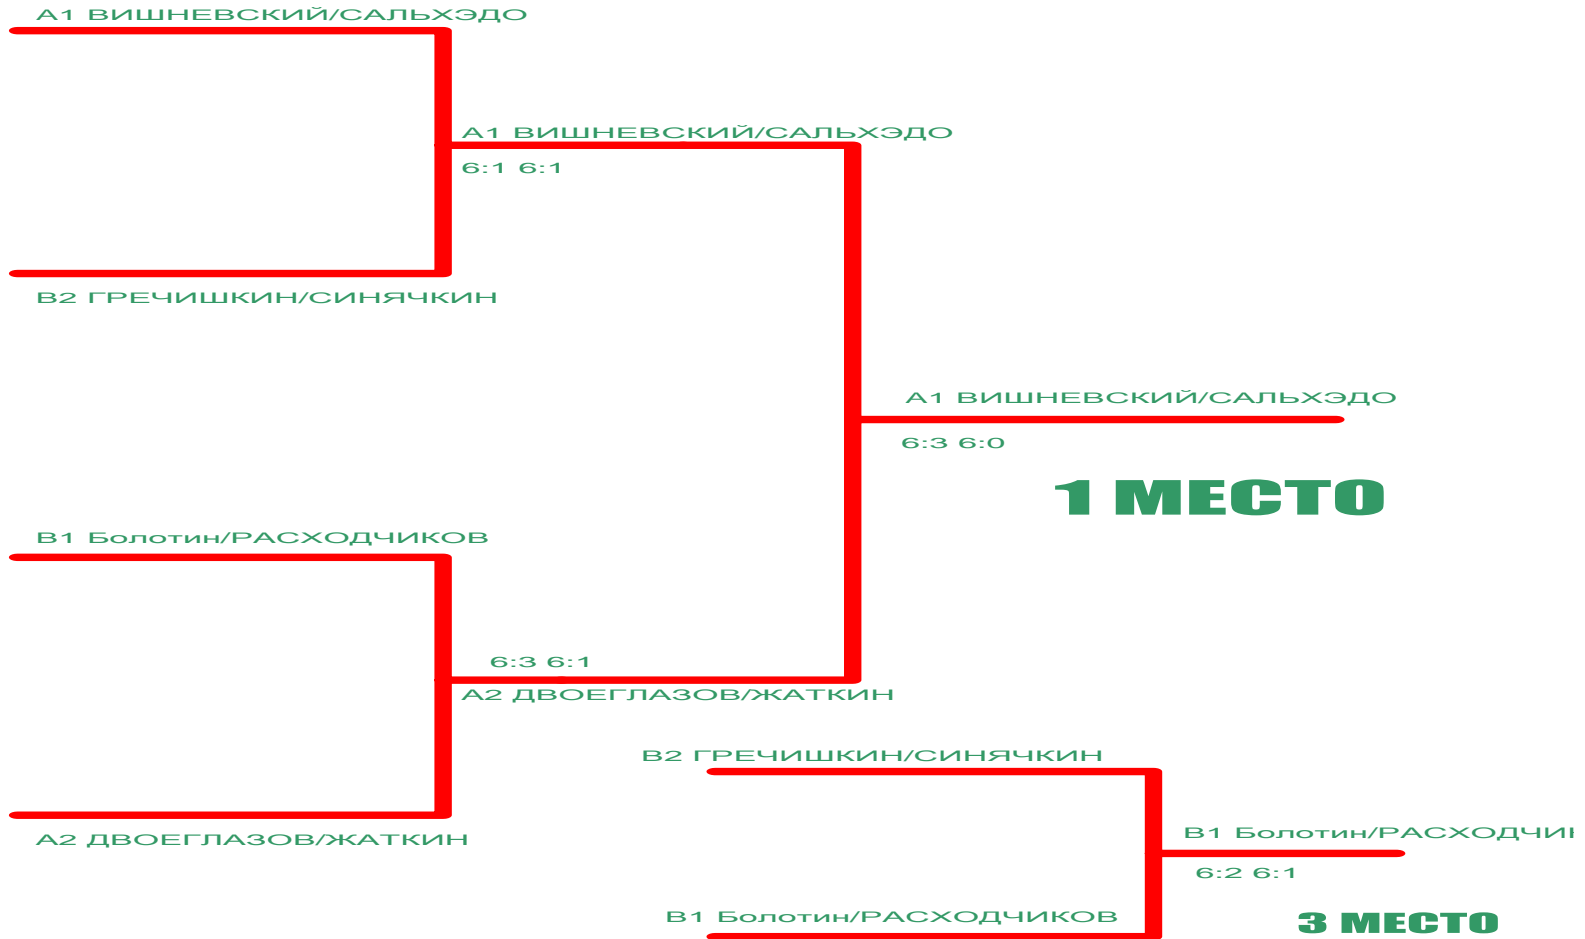 А1 ВИШНЕВСКИЙ/САЛЬХЭДО
А1 ВИШНЕВСКИЙ/САЛЬХЭДО
6:1 6:1
В2 ГРЕЧИШКИН/СИНЯЧКИН
А1 ВИШНЕВСКИЙ/САЛЬХЭДО
6:3 6:0
1 МЕСТО
В1 Болотин/РАСХОДЧИКОВ
6:3 6:1
А2 ДВОЕГЛАЗОВ/ЖАТКИН
В2 ГРЕЧИШКИН/СИНЯЧКИН
А2 ДВОЕГЛАЗОВ/ЖАТКИН
В1 Болотин/РАСХОДЧИ
6:2 6:1
В1 Болотин/РАСХОДЧИКОВ
3 МЕСТО